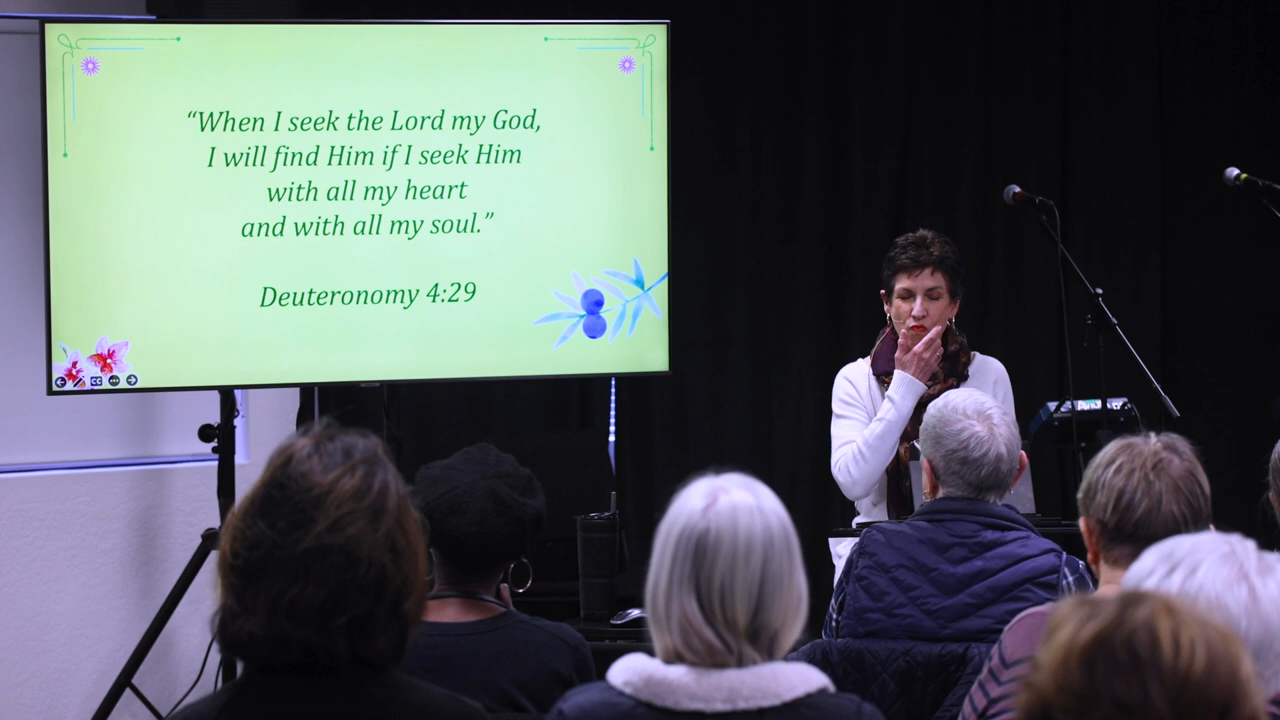 “When I seek the Lord my God,
I will find Him if I seek Him
with all my heart
and with all my soul.”
Deuteronomy 4:29
CC